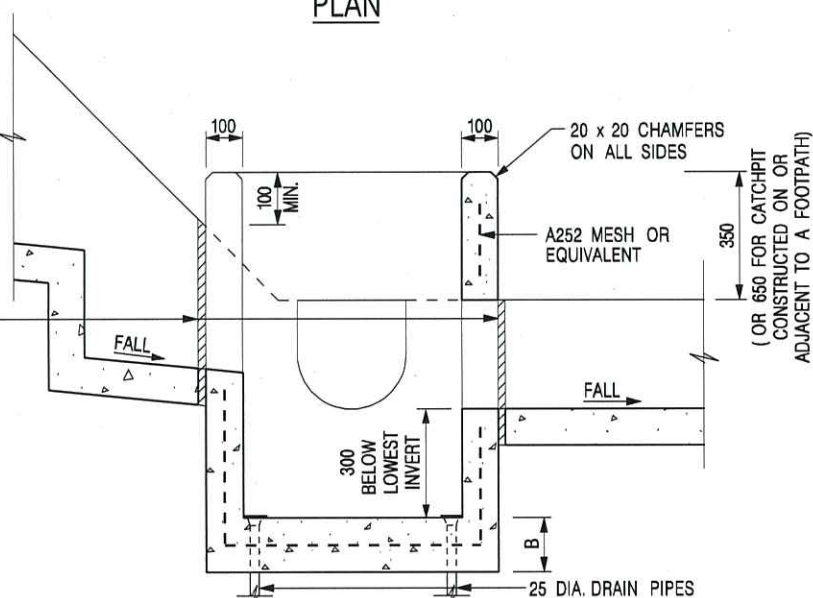 PLAN
100
100
20 x 20 CHAMFERS
ON ALL SIDES
100
MIN.
A252 MESH OR
EQUIVALENT
350
( OR 650 FOR CATCHPIT
CONSTRUCTED ON OR
ADJACENT TO A FOOTPATH)
FALL
FALL
300
BELOW
LOWEST
INVERT
B
25 DIA. DRAIN PIPES